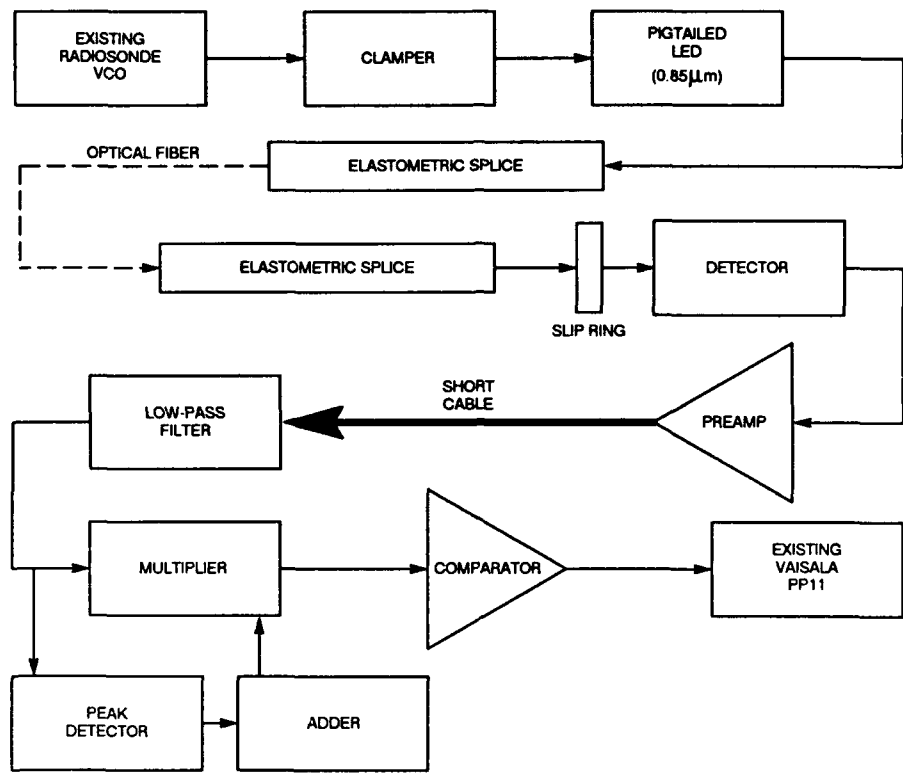 EXISTING
RADIOSONDE
VCO
CLAMPER
PIGTAILED
LED
(0.85μm)
OPTICAL FIBER
ELASTOMETRIC SPLICE
ELASTOMETRIC SPLICE
SLIP RING
DETECTOR
LOW-PASS
FILTER
SHORT
CABLE
PREAMP
MULTIPLIER
COMPARATOR
EXISTING
VAISALA
PP11
PEAK
DETECTOR
ADDER